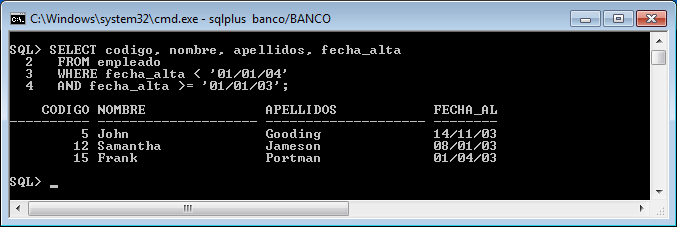 C:\Windows\system32\cmd.exe - sqlplus banco/BANCO
SQL> SELECT codigo, nombre, apellidos, fecha_alta
2 FROM empleado
3 WHERE fecha_alta < '01/01/04'
4 AND fecha_alta >= '01/01/03';
CODIGO NOMBRE APELLIDOS FECHA_AL
---------- -------------------- -------------------- --------
5 John Gooding 14/11/03
12 Samantha Jameson 08/01/03
15 Frank Portman 01/04/03
SQL> _